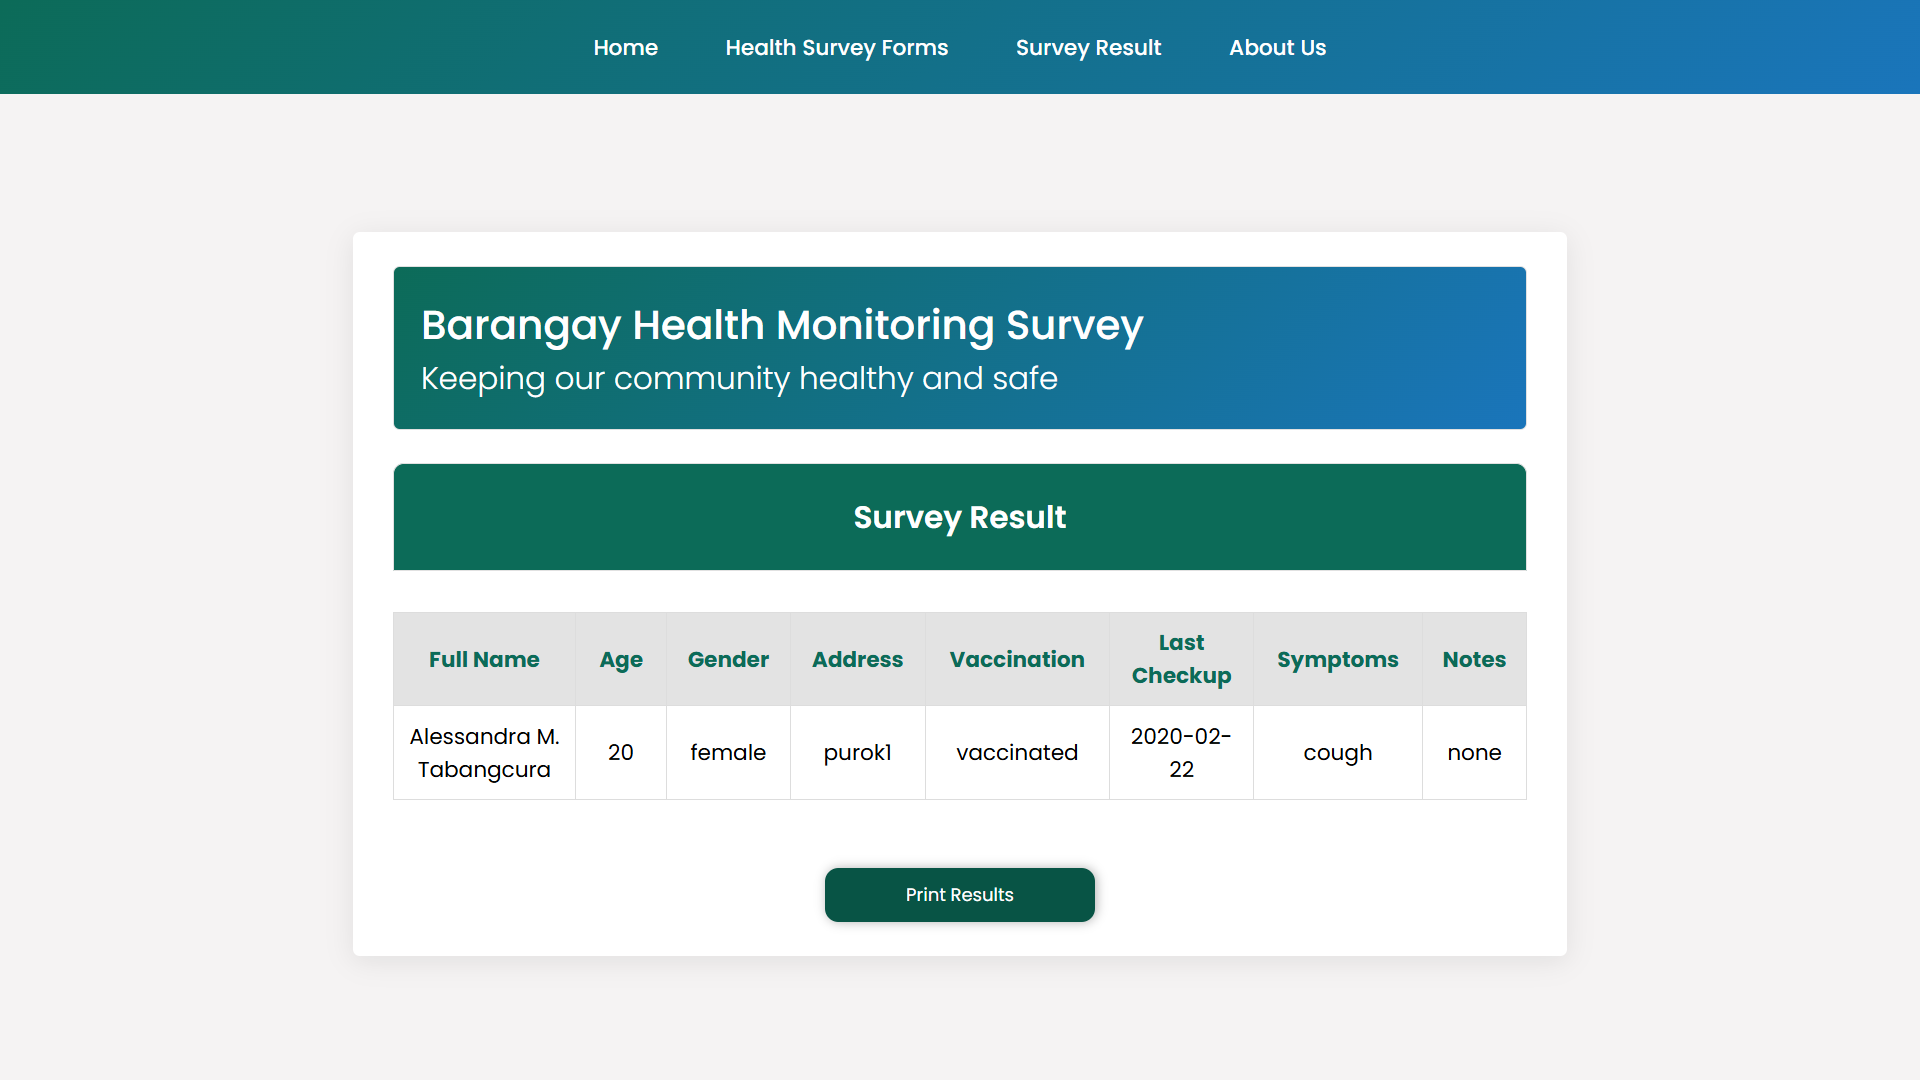 Home Health Survey Forms Survey Result About Us
Barangay Health Monitoring Survey
Keeping our community healthy and safe
Survey Result
Full Name Age Gender Address Vaccination Last Checkup Symptoms Notes
Alessandra M. Tabangcura 20 female purok1 vaccinated 2020-02-22 cough none
Print Results